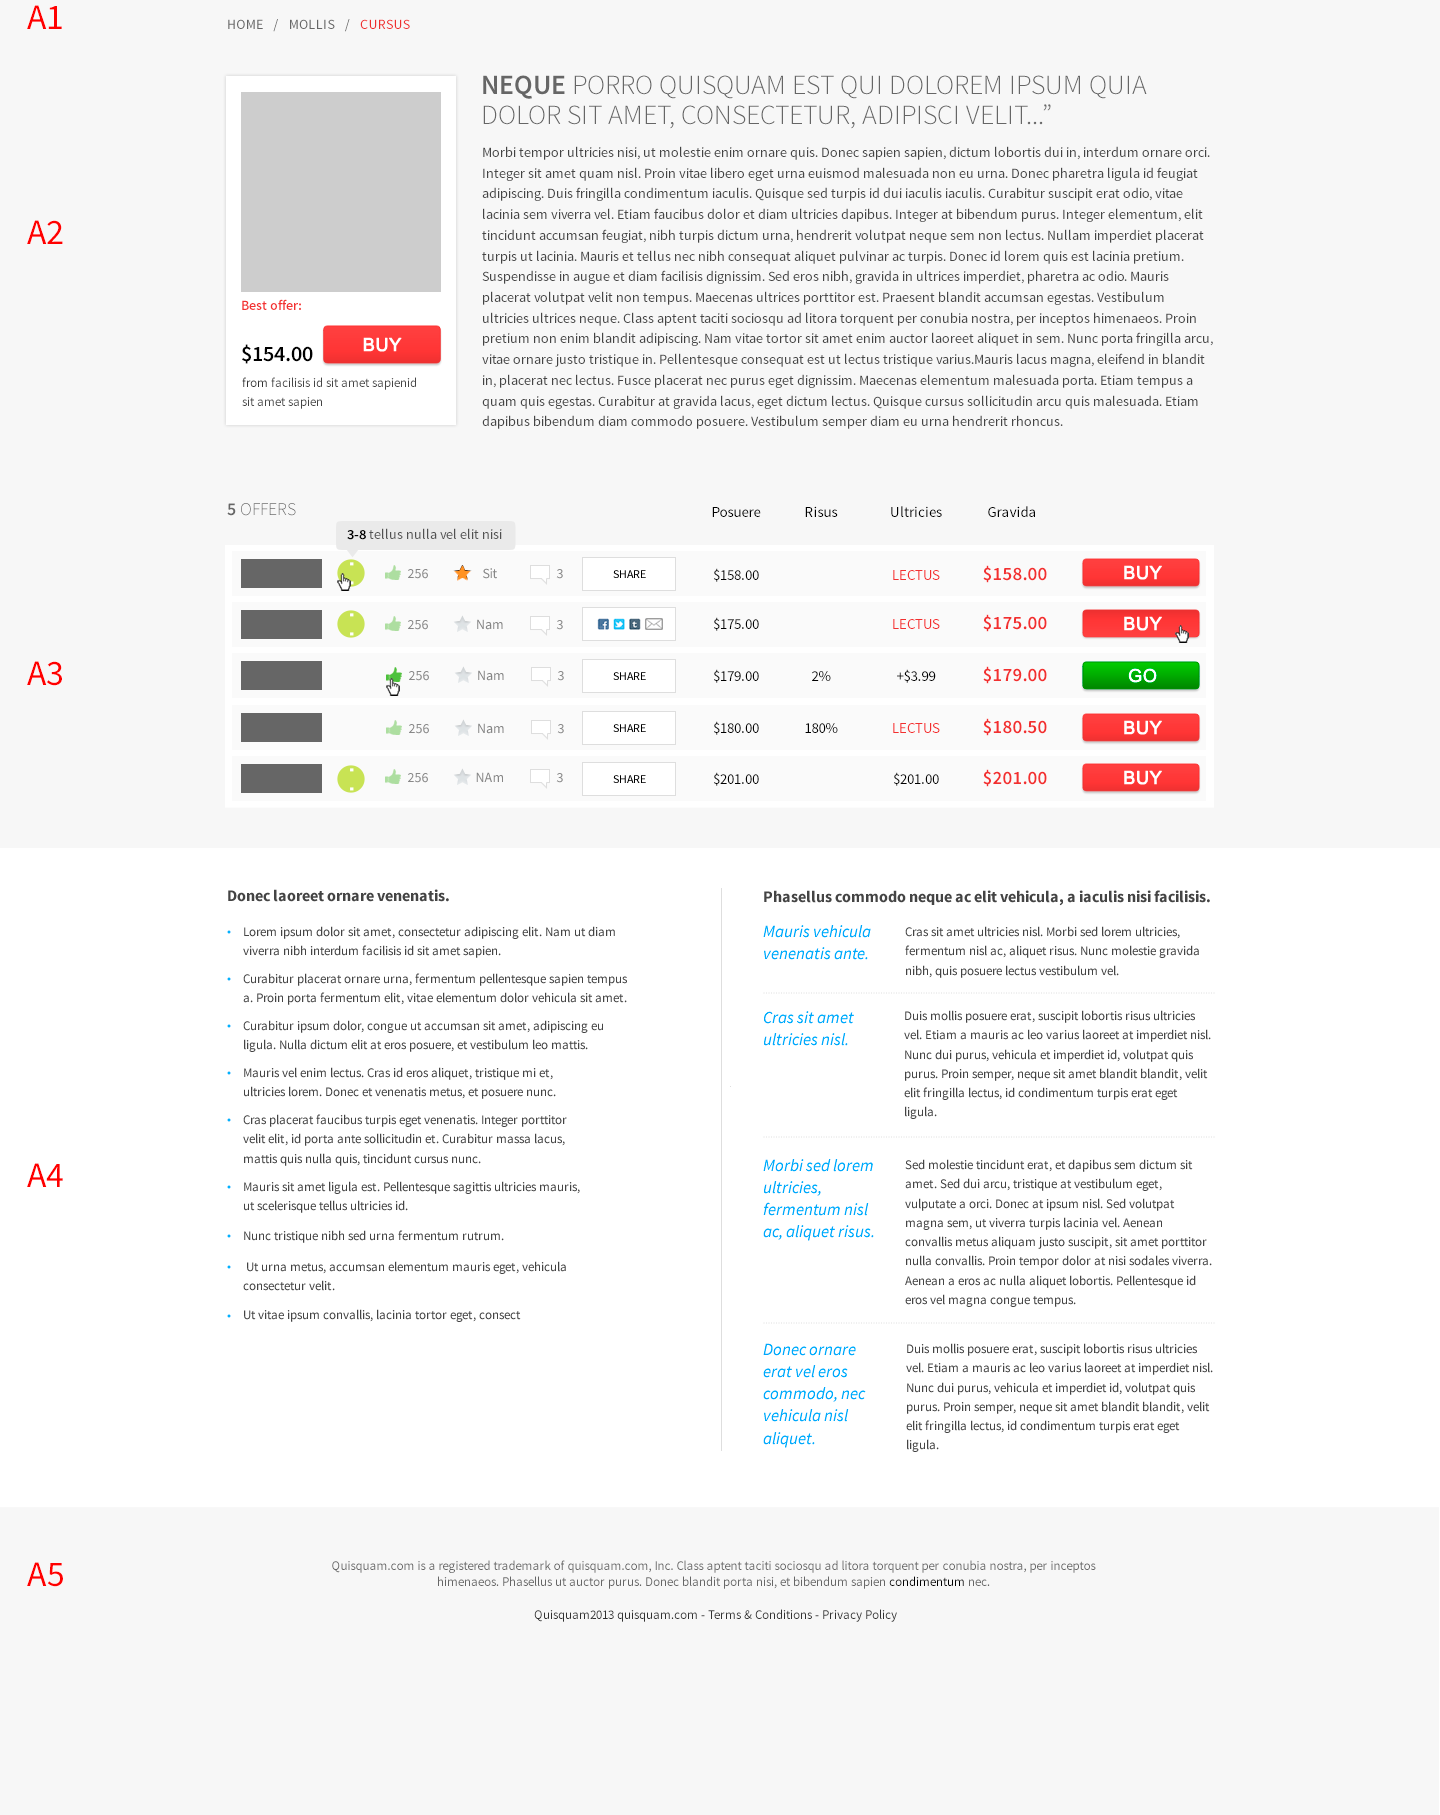 A1
HOME / MOLLIS / CURSUS
A2
NEQUE PORRO QUISQUAM EST QUI DOLOREM IPSUM QUIA
DOLOR SIT AMET, CONSECTETUR, ADIPISCI VELIT...”
Morbi tempor ultricies nisi, ut molestie enim ornare quis. Donec sapien sapien, dictum lobortis dui in, interdum ornare orci.
Integer sit amet quam nisl. Proin vitae libero eget urna euismod malesuada non eu urna. Donec pharetra ligula id feugiat
adipiscing. Duis fringilla condimentum iaculis. Quisque sed turpis id dui iaculis iaculis. Curabitur suscipit erat odio, vitae
lacinia sem viverra vel. Etiam faucibus dolor et diam ultricies dapibus. Integer at bibendum purus. Integer elementum, elit
tincidunt accumsan feugiat, nibh turpis dictum urna, hendrerit volutpat neque sem non lectus. Nullam imperdiet placerat
turpis ut lacinia. Mauris et tellus nec nibh consequat aliquet pulvinar ac turpis. Donec id lorem quis est lacinia pretium.
Suspendisse in augue et diam facilisis dignissim. Sed eros nibh, gravida in ultrices imperdiet, pharetra ac odio. Mauris
placerat volutpat velit non tempus. Maecenas ultrices porttitor est. Praesent blandit accumsan egestas. Vestibulum
ultricies ultrices neque. Class aptent taciti sociosqu ad litora torquent per conubia nostra, per inceptos himenaeos. Proin
pretium non enim blandit adipiscing. Nam vitae tortor sit amet enim auctor laoreet aliquet in sem. Nunc porta fringilla arcu,
vitae ornare justo tristique in. Pellentesque consequat est ut lectus tristique varius.Mauris lacus magna, eleifend in blandit
in, placerat nec lectus. Fusce placerat nec purus eget dignissim. Maecenas elementum malesuada porta. Etiam tempus a
quam quis egestas. Curabitur at gravida lacus, eget dictum lectus. Quisque cursus sollicitudin arcu quis malesuada. Etiam
dapibus bibendum diam commodo posuere. Vestibulum semper diam eu urna hendrerit rhoncus.
Best offer:
$154.00 BUY
from facilisis id sit amet sapienid
sit amet sapien
A3
5 OFFERS Posuere Risus Ultricies Gravida
3-8 tellus nulla vel elit nisi
256 Sit 3 SHARE $158.00 LECTUS $158.00 BUY
256 Nam 3 $175.00 LECTUS $175.00 BUY
256 Nam 3 SHARE $179.00 2% +$3.99 $179.00 GO
256 Nam 3 SHARE $180.00 180% LECTUS $180.50 BUY
256 NAm 3 SHARE $201.00 $201.00 $201.00 BUY
A4
Donec laoreet ornare venenatis.
• Lorem ipsum dolor sit amet, consectetur adipiscing elit. Nam ut diam
viverra nibh interdum facilisis id sit amet sapien.
• Curabitur placerat ornare urna, fermentum pellentesque sapien tempus
a. Proin porta fermentum elit, vitae elementum dolor vehicula sit amet.
• Curabitur ipsum dolor, congue ut accumsan sit amet, adipiscing eu
ligula. Nulla dictum elit at eros posuere, et vestibulum leo mattis.
• Mauris vel enim lectus. Cras id eros aliquet, tristique mi et,
ultricies lorem. Donec et venenatis metus, et posuere nunc.
• Cras placerat faucibus turpis eget venenatis. Integer porttitor
velit elit, id porta ante sollicitudin et. Curabitur massa lacus,
mattis quis nulla quis, tincidunt cursus nunc.
• Mauris sit amet ligula est. Pellentesque sagittis ultricies mauris,
ut scelerisque tellus ultricies id.
• Nunc tristique nibh sed urna fermentum rutrum.
• Ut urna metus, accumsan elementum mauris eget, vehicula
consectetur velit.
• Ut vitae ipsum convallis, lacinia tortor eget, consect
Phasellus commodo neque ac elit vehicula, a iaculis nisi facilisis.
Mauris vehicula
venenatis ante.
Cras sit amet ultricies nisl. Morbi sed lorem ultricies,
fermentum nisl ac, aliquet risus. Nunc molestie gravida
nibh, quis posuere lectus vestibulum vel.
Cras sit amet
ultricies nisl.
Duis mollis posuere erat, suscipit lobortis risus ultricies
vel. Etiam a mauris ac leo varius laoreet at imperdiet nisl.
Nunc dui purus, vehicula et imperdiet id, volutpat quis
purus. Proin semper, neque sit amet blandit blandit, velit
elit fringilla lectus, id condimentum turpis erat eget
ligula.
Morbi sed lorem
ultricies,
fermentum nisl
ac, aliquet risus.
Sed molestie tincidunt erat, et dapibus sem dictum sit
amet. Sed dui arcu, tristique at vestibulum eget,
vulputate a orci. Donec at ipsum nisl. Sed volutpat
magna sem, ut viverra turpis lacinia vel. Aenean
convallis metus aliquam justo suscipit, sit amet porttitor
nulla convallis. Proin tempor dolor at nisi sodales viverra.
Aenean a eros ac nulla aliquet lobortis. Pellentesque id
eros vel magna congue tempus.
Donec ornare
erat vel eros
commodo, nec
vehicula nisl
aliquet.
Duis mollis posuere erat, suscipit lobortis risus ultricies
vel. Etiam a mauris ac leo varius laoreet at imperdiet nisl.
Nunc dui purus, vehicula et imperdiet id, volutpat quis
purus. Proin semper, neque sit amet blandit blandit, velit
elit fringilla lectus, id condimentum turpis erat eget
ligula.
A5
Quisquam.com is a registered trademark of quisquam.com, Inc. Class aptent taciti sociosqu ad litora torquent per conubia nostra, per inceptos
himenaeos. Phasellus ut auctor purus. Donec blandit porta nisi, et bibendum sapien condimentum nec.
Quisquam2013 quisquam.com - Terms & Conditions - Privacy Policy